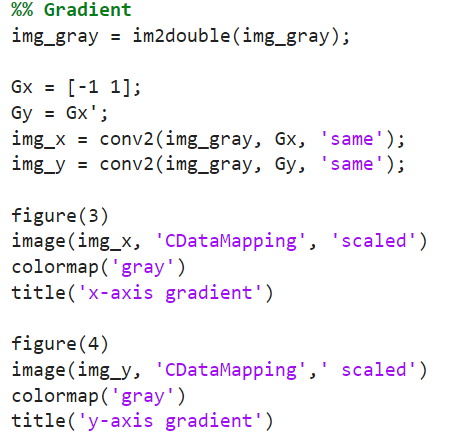 %% Gradient
img_gray = im2double(img_gray);
Gx = [-1 1];
Gy = Gx';
img_x = conv2(img_gray, Gx, 'same');
img_y = conv2(img_gray, Gy, 'same');
figure(3)
image(img_x, 'CDataMapping', 'scaled')
colormap('gray')
title('x-axis gradient')
figure(4)
image(img_y, 'CDataMapping',' scaled')
colormap('gray')
title('y-axis gradient')